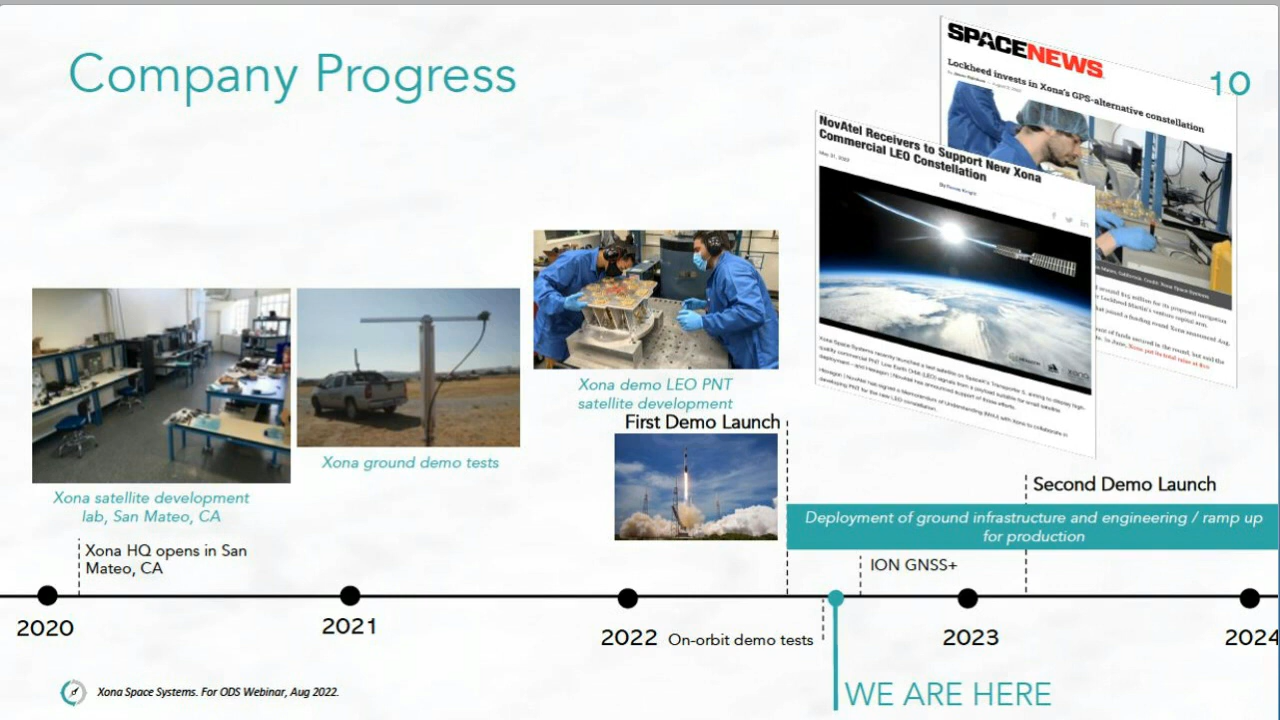 Company Progress
10
SPACENEWS
Lockheed invests in Xona's GPS-alternative constellation
NovAtel Receivers to Support New Xona
Commercial LEO Constellation
May 31, 2022
Xona demo LEO PNT
satellite development
First Demo Launch
Xona ground demo tests
Xona satellite development
lab, San Mateo, CA
Second Demo Launch
Deployment of ground infrastructure and engineering / ramp up
for production
Xona HQ opens in San
Mateo, CA
ION GNSS+
2020
2021
2022
On-orbit demo tests
2023
2024
WE ARE HERE
Xona Space Systems. For ODS Webinar, Aug 2022.